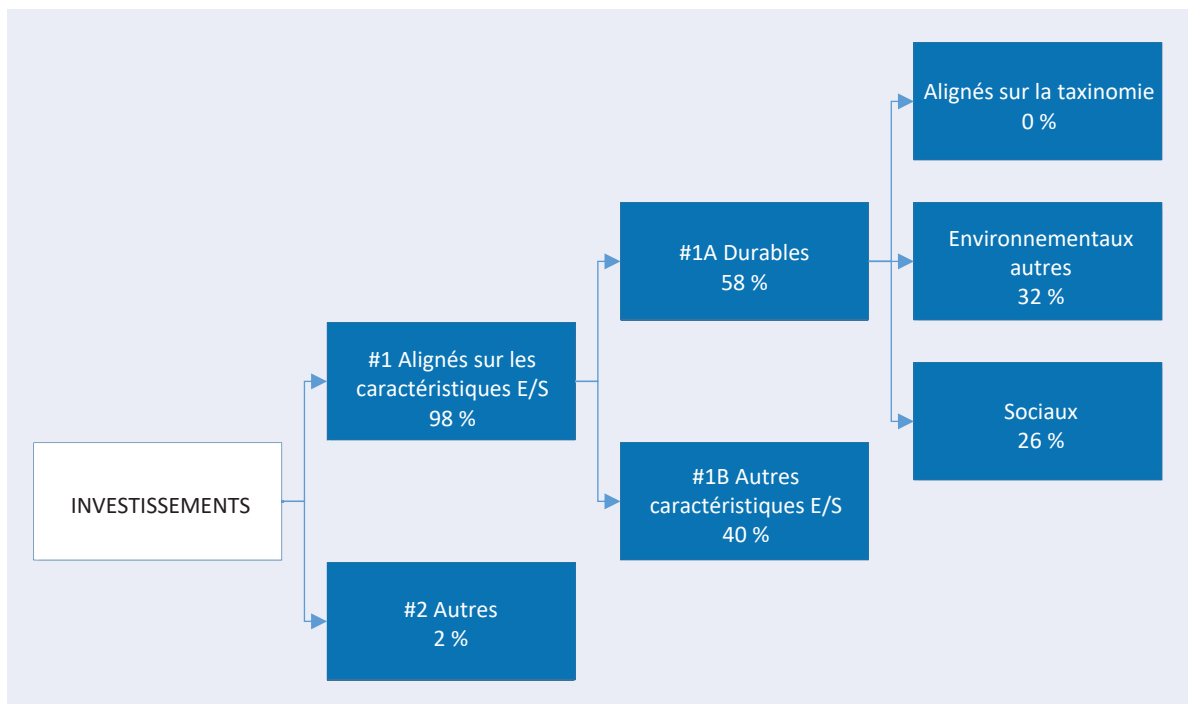 INVESTISSEMENTS
#1 Alignés sur les
caractéristiques E/S
98 %
#2 Autres
2 %
#1A Durables
58 %
#1B Autres
caractéristiques E/S
40 %
Alignés sur la taxinomie
0 %
Environnementaux
autres
32 %
Sociaux
26 %